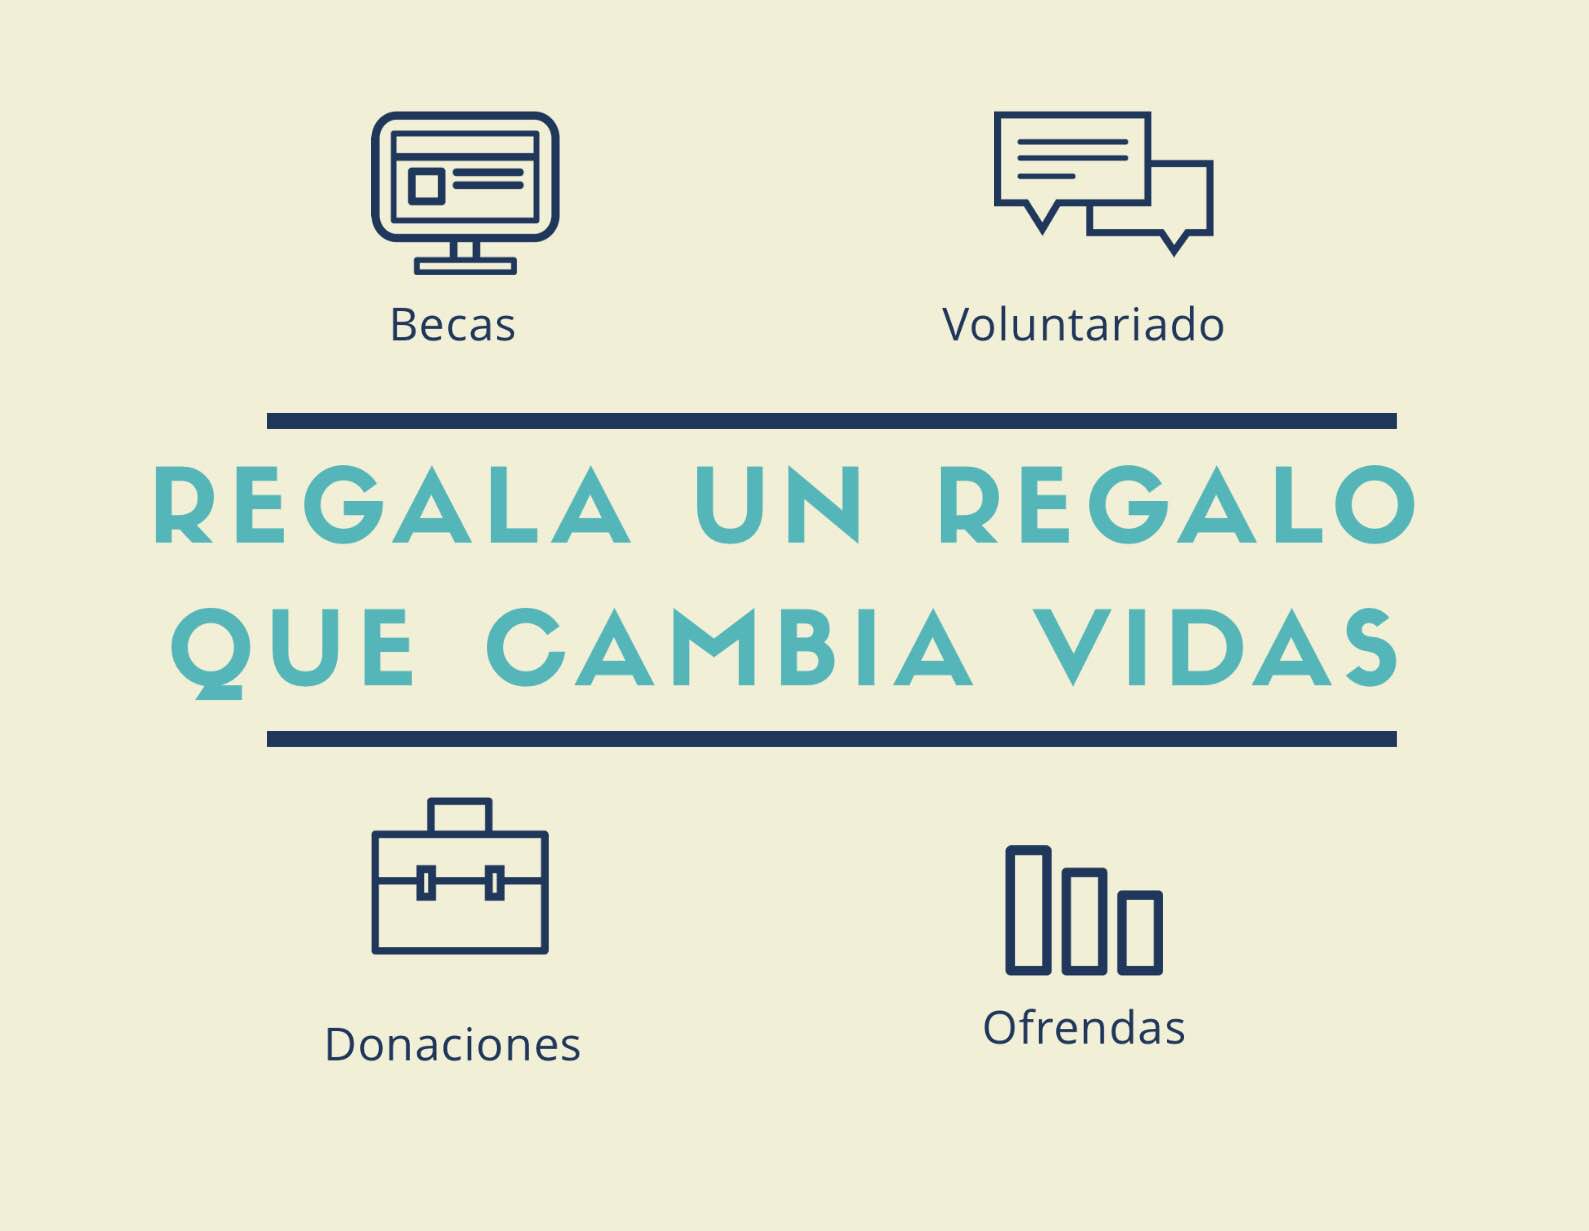 Becas
Voluntariado
REGALA UN REGALO
QUE CAMBIA VIDAS
Donaciones
Ofrendas